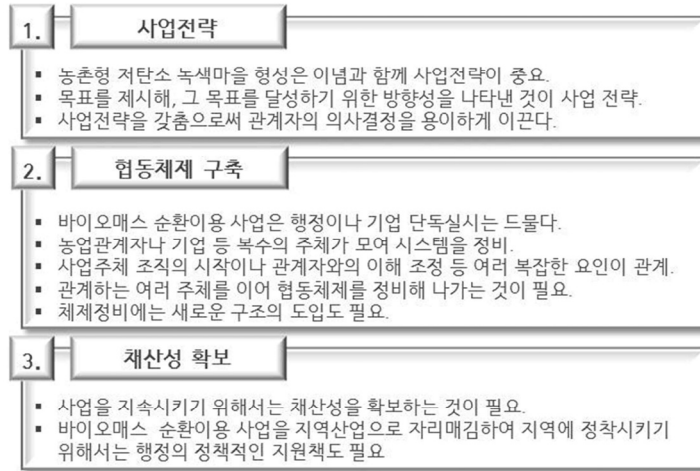 1. 사업전략
▪ 농촌형 저탄소 녹색마을 형성은 이념과 함께 사업전략이 중요.
▪ 목표를 제시해, 그 목표를 달성하기 위한 방향성을 나타낸 것이 사업 전략.
▪ 사업전략을 갖춤으로써 관계자의 의사결정을 용이하게 이끈다.
2. 협동체제 구축
▪ 바이오매스 순환이용 사업은 행정이나 기업 단독실시는 드물다.
▪ 농업관계자나 기업 등 복수의 주체가 모여 시스템을 정비.
▪ 사업주체 조직의 시작이나 관계자와의 이해 조정 등 여러 복잡한 요인이 관계.
▪ 관계하는 여러 주체를 이어 협동체제를 정비해 나가는 것이 필요.
▪ 체제정비에는 새로운 구조의 도입도 필요.
3. 채산성 확보
▪ 사업을 지속시키기 위해서는 채산성을 확보하는 것이 필요.
▪ 바이오매스 순환이용 사업을 지역산업으로 자리매김하여 지역에 정착시키기
위해서는 행정의 정책적인 지원책도 필요